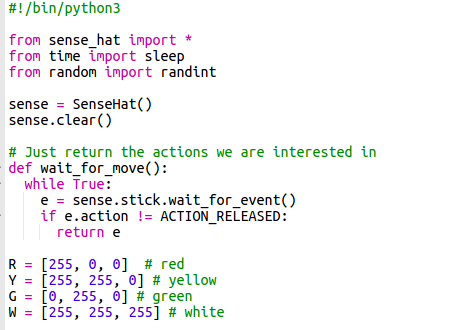 #!/bin/python3

from sense_hat import *
from time import sleep
from random import randint

sense = SenseHat()
sense.clear()

# Just return the actions we are interested in
def wait_for_move():
  while True:
    e = sense.stick.wait_for_event()
    if e.action != ACTION_RELEASED:
      return e

R = [255, 0, 0]  # red
Y = [255, 255, 0] # yellow
G = [0, 255, 0] # green
W = [255, 255, 255] # white